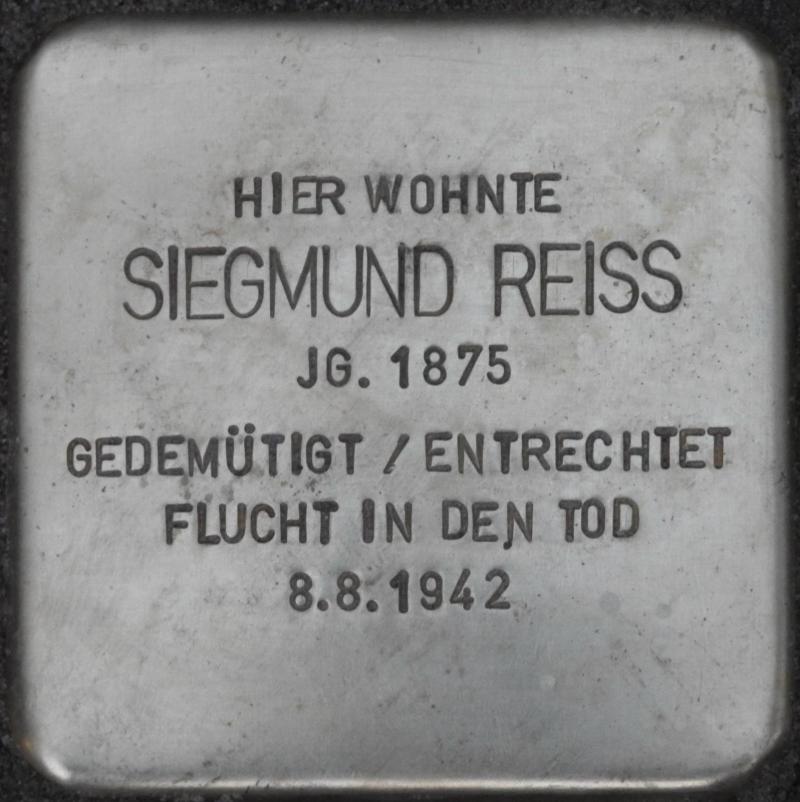 HIER WOHNTE
SIEGMUND REISS
JG. 1875
GEDEMÜTIGT / ENTRECHTET
FLUCHT IN DEN TOD
8.8.1942